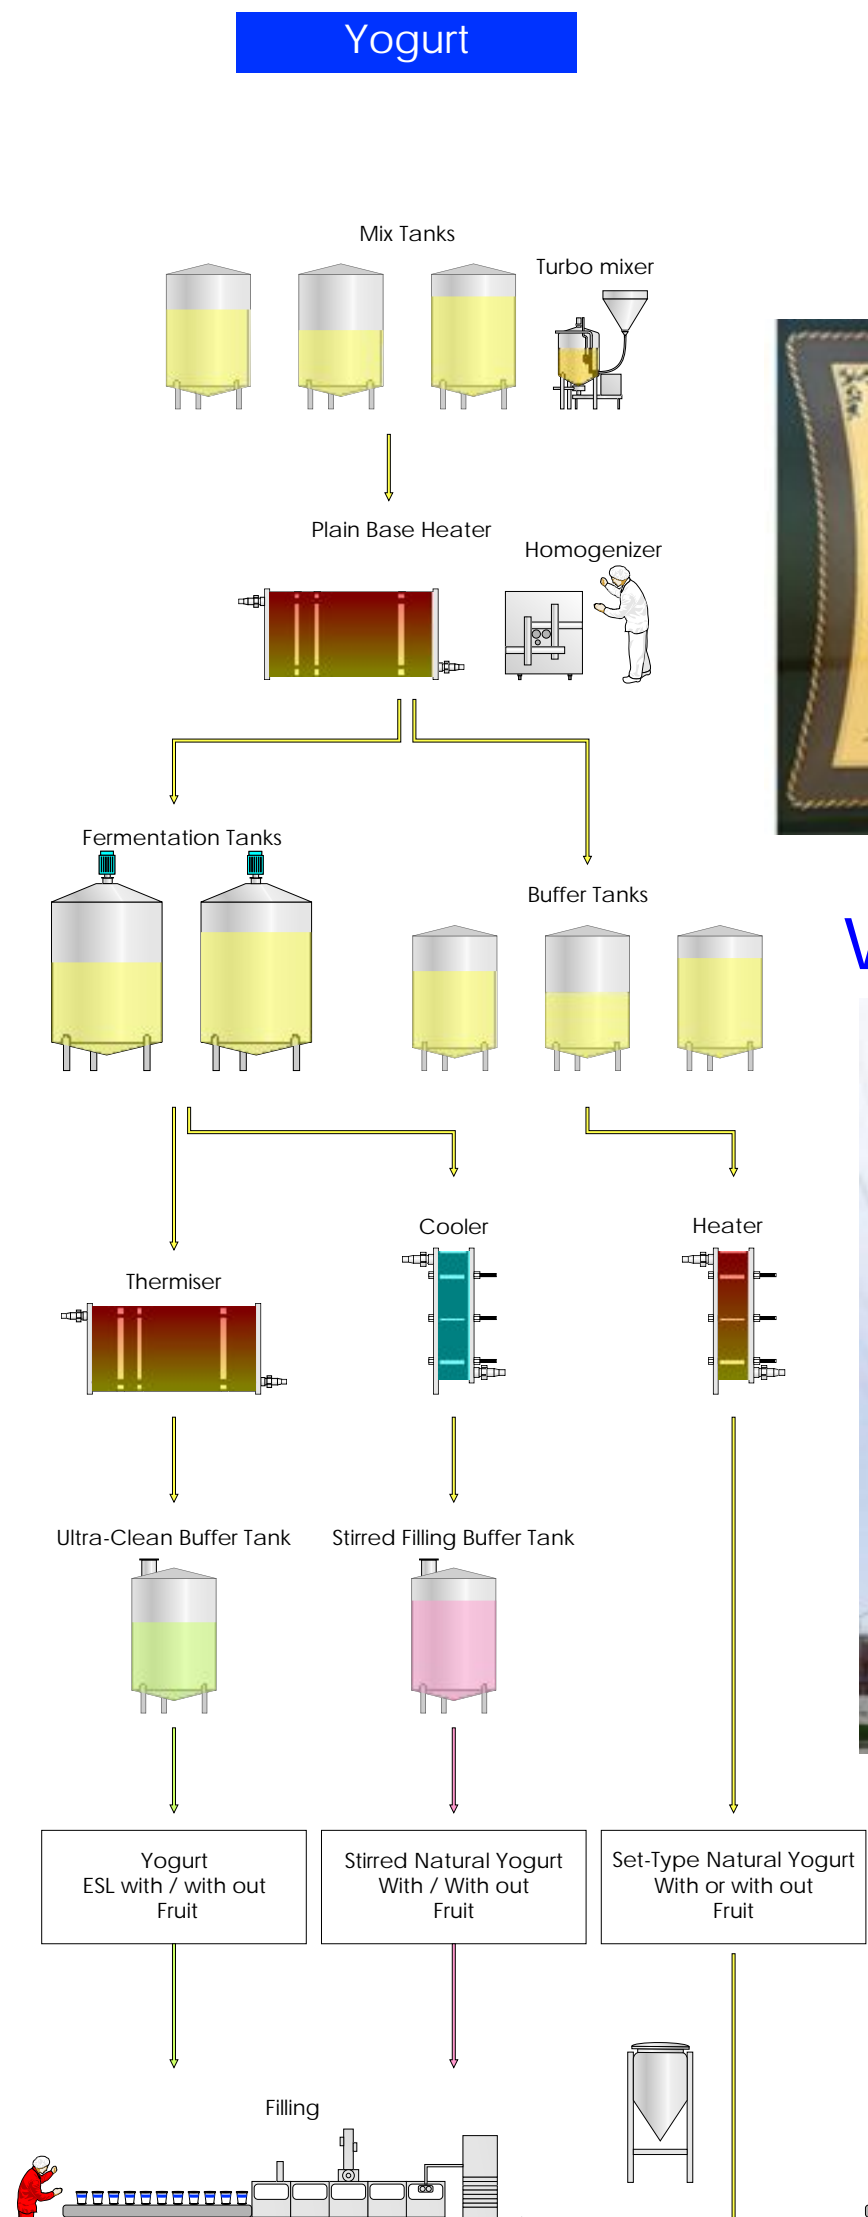 Yogurt
Mix Tanks
Turbo mixer
Plain Base Heater
Homogenizer
Fermentation Tanks
Buffer Tanks
Cooler
Heater
Thermiser
Ultra-Clean Buffer Tank
Stirred Filling Buffer Tank
Yogurt
ESL with / with out
Fruit
Stirred Natural Yogurt
With / With out
Fruit
Set-Type Natural Yogurt
With or with out
Fruit
Filling